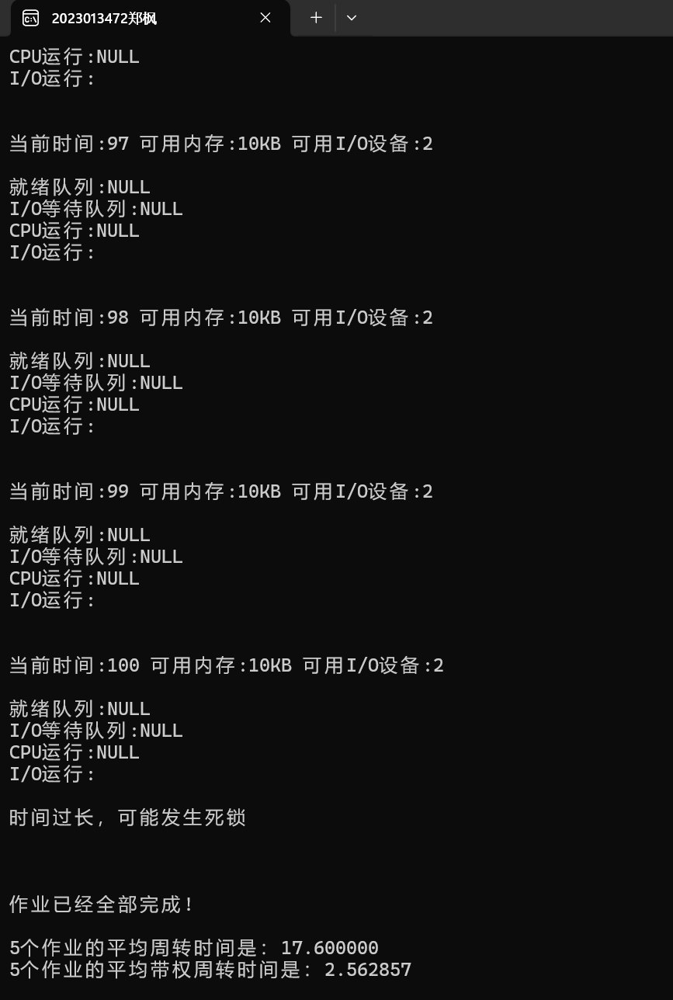 2023013472郑枫
CPU运行:NULL
I/O运行:
当前时间:97 可用内存:10KB 可用I/O设备:2
就绪队列:NULL
I/O等待队列:NULL
CPU运行:NULL
I/O运行:
当前时间:98 可用内存:10KB 可用I/O设备:2
就绪队列:NULL
I/O等待队列:NULL
CPU运行:NULL
I/O运行:
当前时间:99 可用内存:10KB 可用I/O设备:2
就绪队列:NULL
I/O等待队列:NULL
CPU运行:NULL
I/O运行:
当前时间:100 可用内存:10KB 可用I/O设备:2
就绪队列:NULL
I/O等待队列:NULL
CPU运行:NULL
I/O运行:
时间过长，可能发生死锁
作业已经全部完成!
5个作业的平均周转时间是: 17.600000
5个作业的平均带权周转时间是: 2.562857